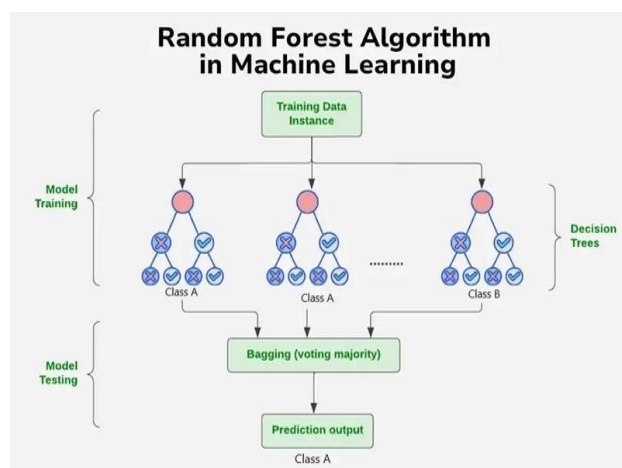 Random Forest Algorithm
in Machine Learning
Training Data
Instance
Model
Training
Decision
Trees
.........
Class A
Class A
Class B
Bagging (voting majority)
Model
Testing
Prediction output
Class A